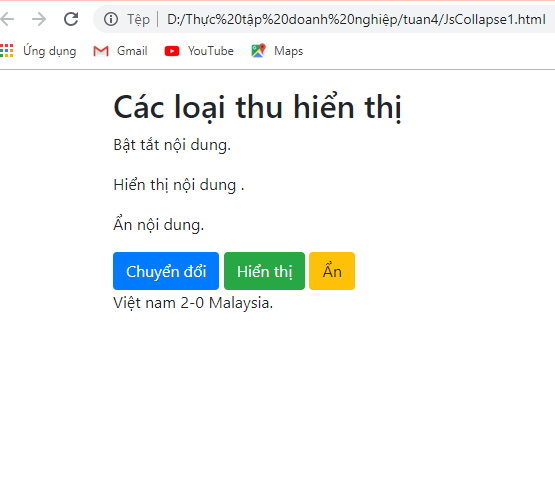 Tệp D:/Thực%20tập%20doanh%20nghiệp/tuan4/JsCollapse1.html
Ứng dụng Gmail YouTube Maps
Các loại thu hiển thị
Bật tắt nội dung.
Hiển thị nội dung .
Ẩn nội dung.
Chuyển đổi Hiển thị Ẩn
Việt nam 2-0 Malaysia.